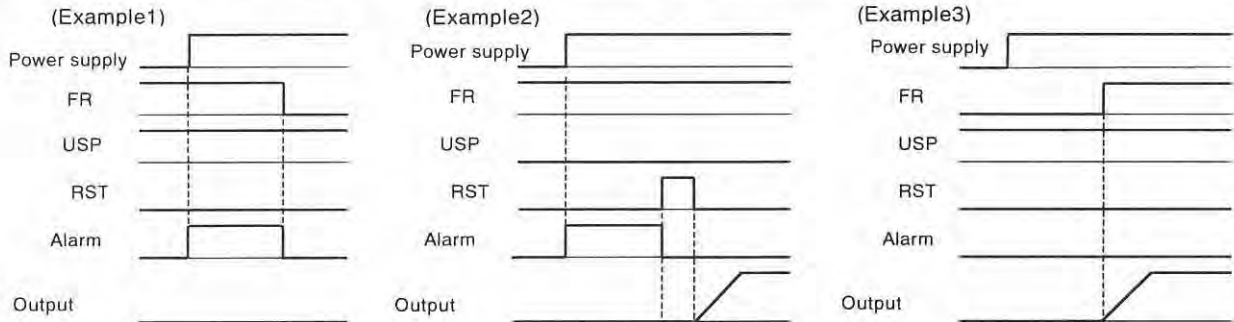 (Example1)
Power supply
FR
USP
RST
Alarm
Output
(Example2)
Power supply
FR
USP
RST
Alarm
Output
(Example3)
Power supply
FR
USP
RST
Alarm
Output